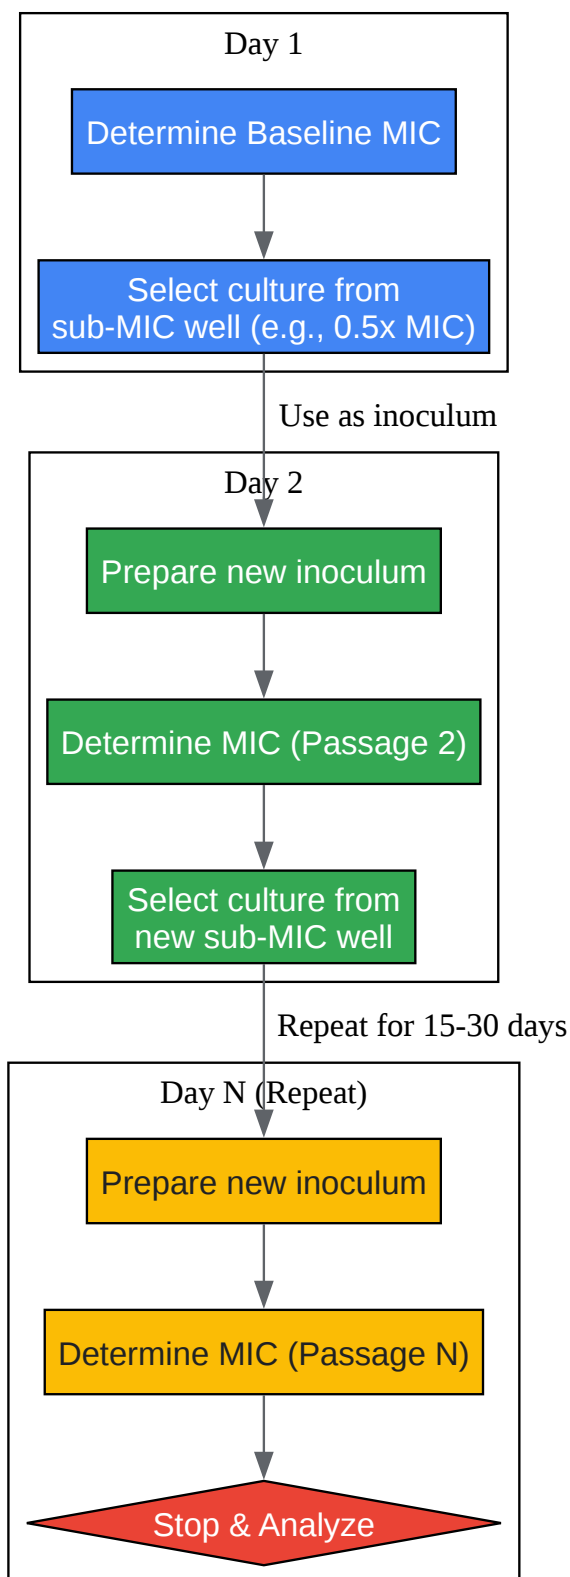 Day 1
Determine Baseline MIC
Select culture from
sub-MIC well (e.g., 0.5x MIC)
Use as inoculum
Day 2
Prepare new inoculum
Determine MIC (Passage 2)
Select culture from
new sub-MIC well
Repeat for 15-30 days
Day N (Repeat)
Prepare new inoculum
Determine MIC (Passage N)
Stop & Analyze